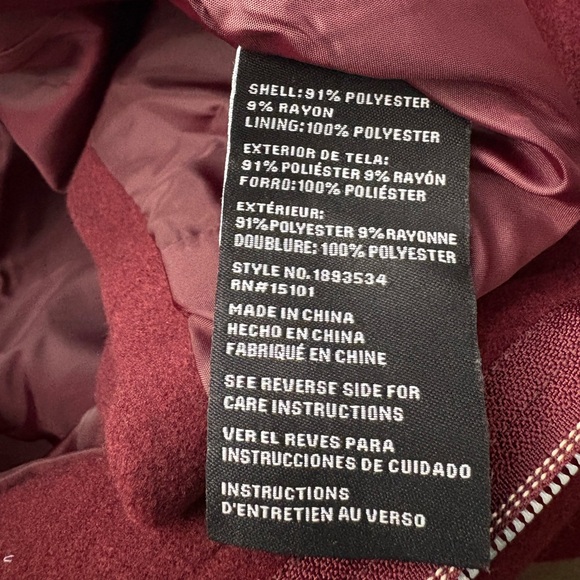 SHELL: 91% POLYESTER
9% RAYON
LINING: 100% POLYESTER
EXTERIOR DE TELA:
91% POLIÉSTER 9% RAYÓN
FORRO: 100% POLIÉSTER
EXTÉRIEUR:
91% POLYESTER 9% RAYONNE
DOUBLURE: 100% POLYESTER
STYLE NO. 1893534
RN#15101
MADE IN CHINA
HECHO EN CHINA
FABRIQUÉ EN CHINE
SEE REVERSE SIDE FOR
CARE INSTRUCTIONS
VER EL REVES PARA
INSTRUCCIONES DE CUIDADO
INSTRUCTIONS
D'ENTRETIEN AU VERSO